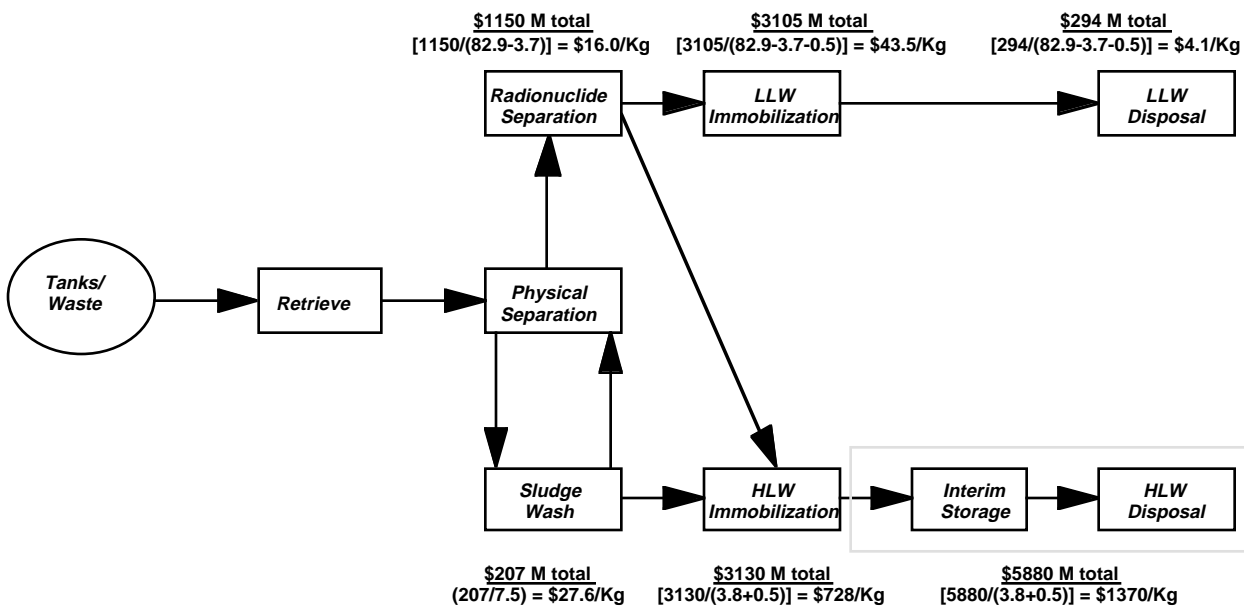 $1150 M total
[1150/(82.9-3.7)] = $16.0/Kg
$3105 M total
[3105/(82.9-3.7-0.5)] = $43.5/Kg
$294 M total
[294/(82.9-3.7-0.5)] = $4.1/Kg
Radionuclide
Separation
LLW
Immobilization
LLW
Disposal
Tanks/
Waste
Retrieve
Physical
Separation
Sludge
Wash
HLW
Immobilization
Interim
Storage
HLW
Disposal
$207 M total
(207/7.5) = $27.6/Kg
$3130 M total
[3130/(3.8+0.5)] = $728/Kg
$5880 M total
[5880/(3.8+0.5)] = $1370/Kg